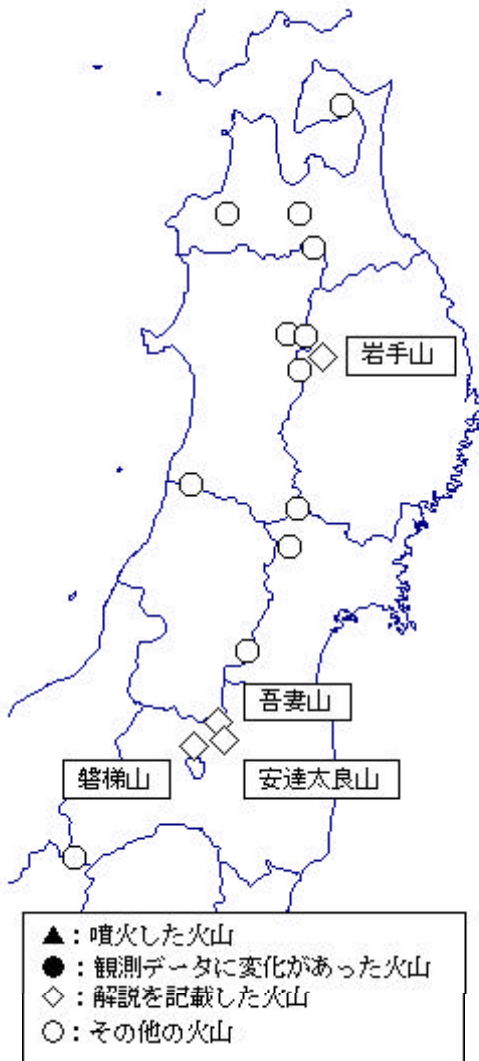 岩手山
吾妻山
磐梯山
安達太良山
▲：噴火した火山
●：観測データに変化があった火山
◇：解説を記載した火山
○：その他の火山